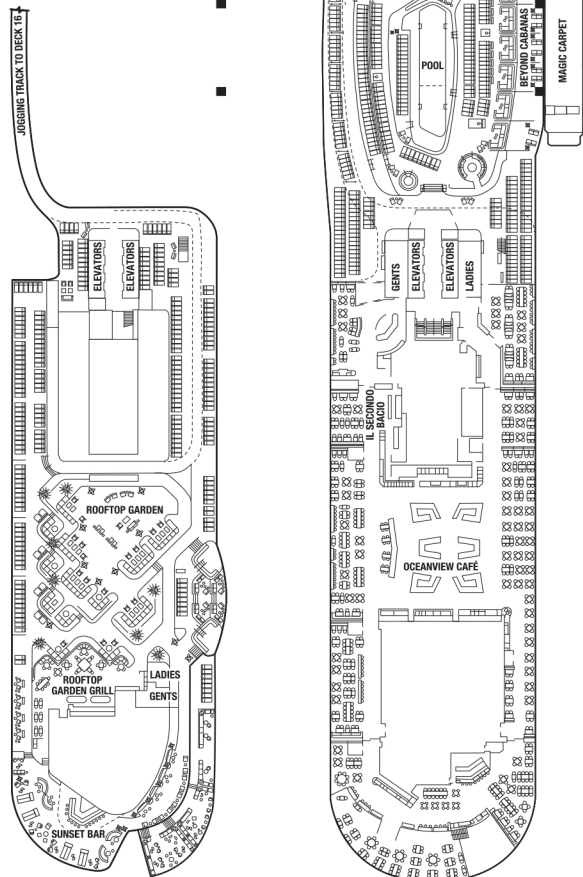 JOGGING TRACK TO DECK 16
ELEVATORS
ELEVATORS
ROOFTOP GARDEN
ROOFTOP
GARDEN GRILL
LADIES
GENTS
SUNSET BAR
POOL
BEYOND CABANAS
MAGIC CARPET
GENTS
ELEVATORS
ELEVATORS
LADIES
IL SECONDO
BACIO
OCEANVIEW CAFÉ